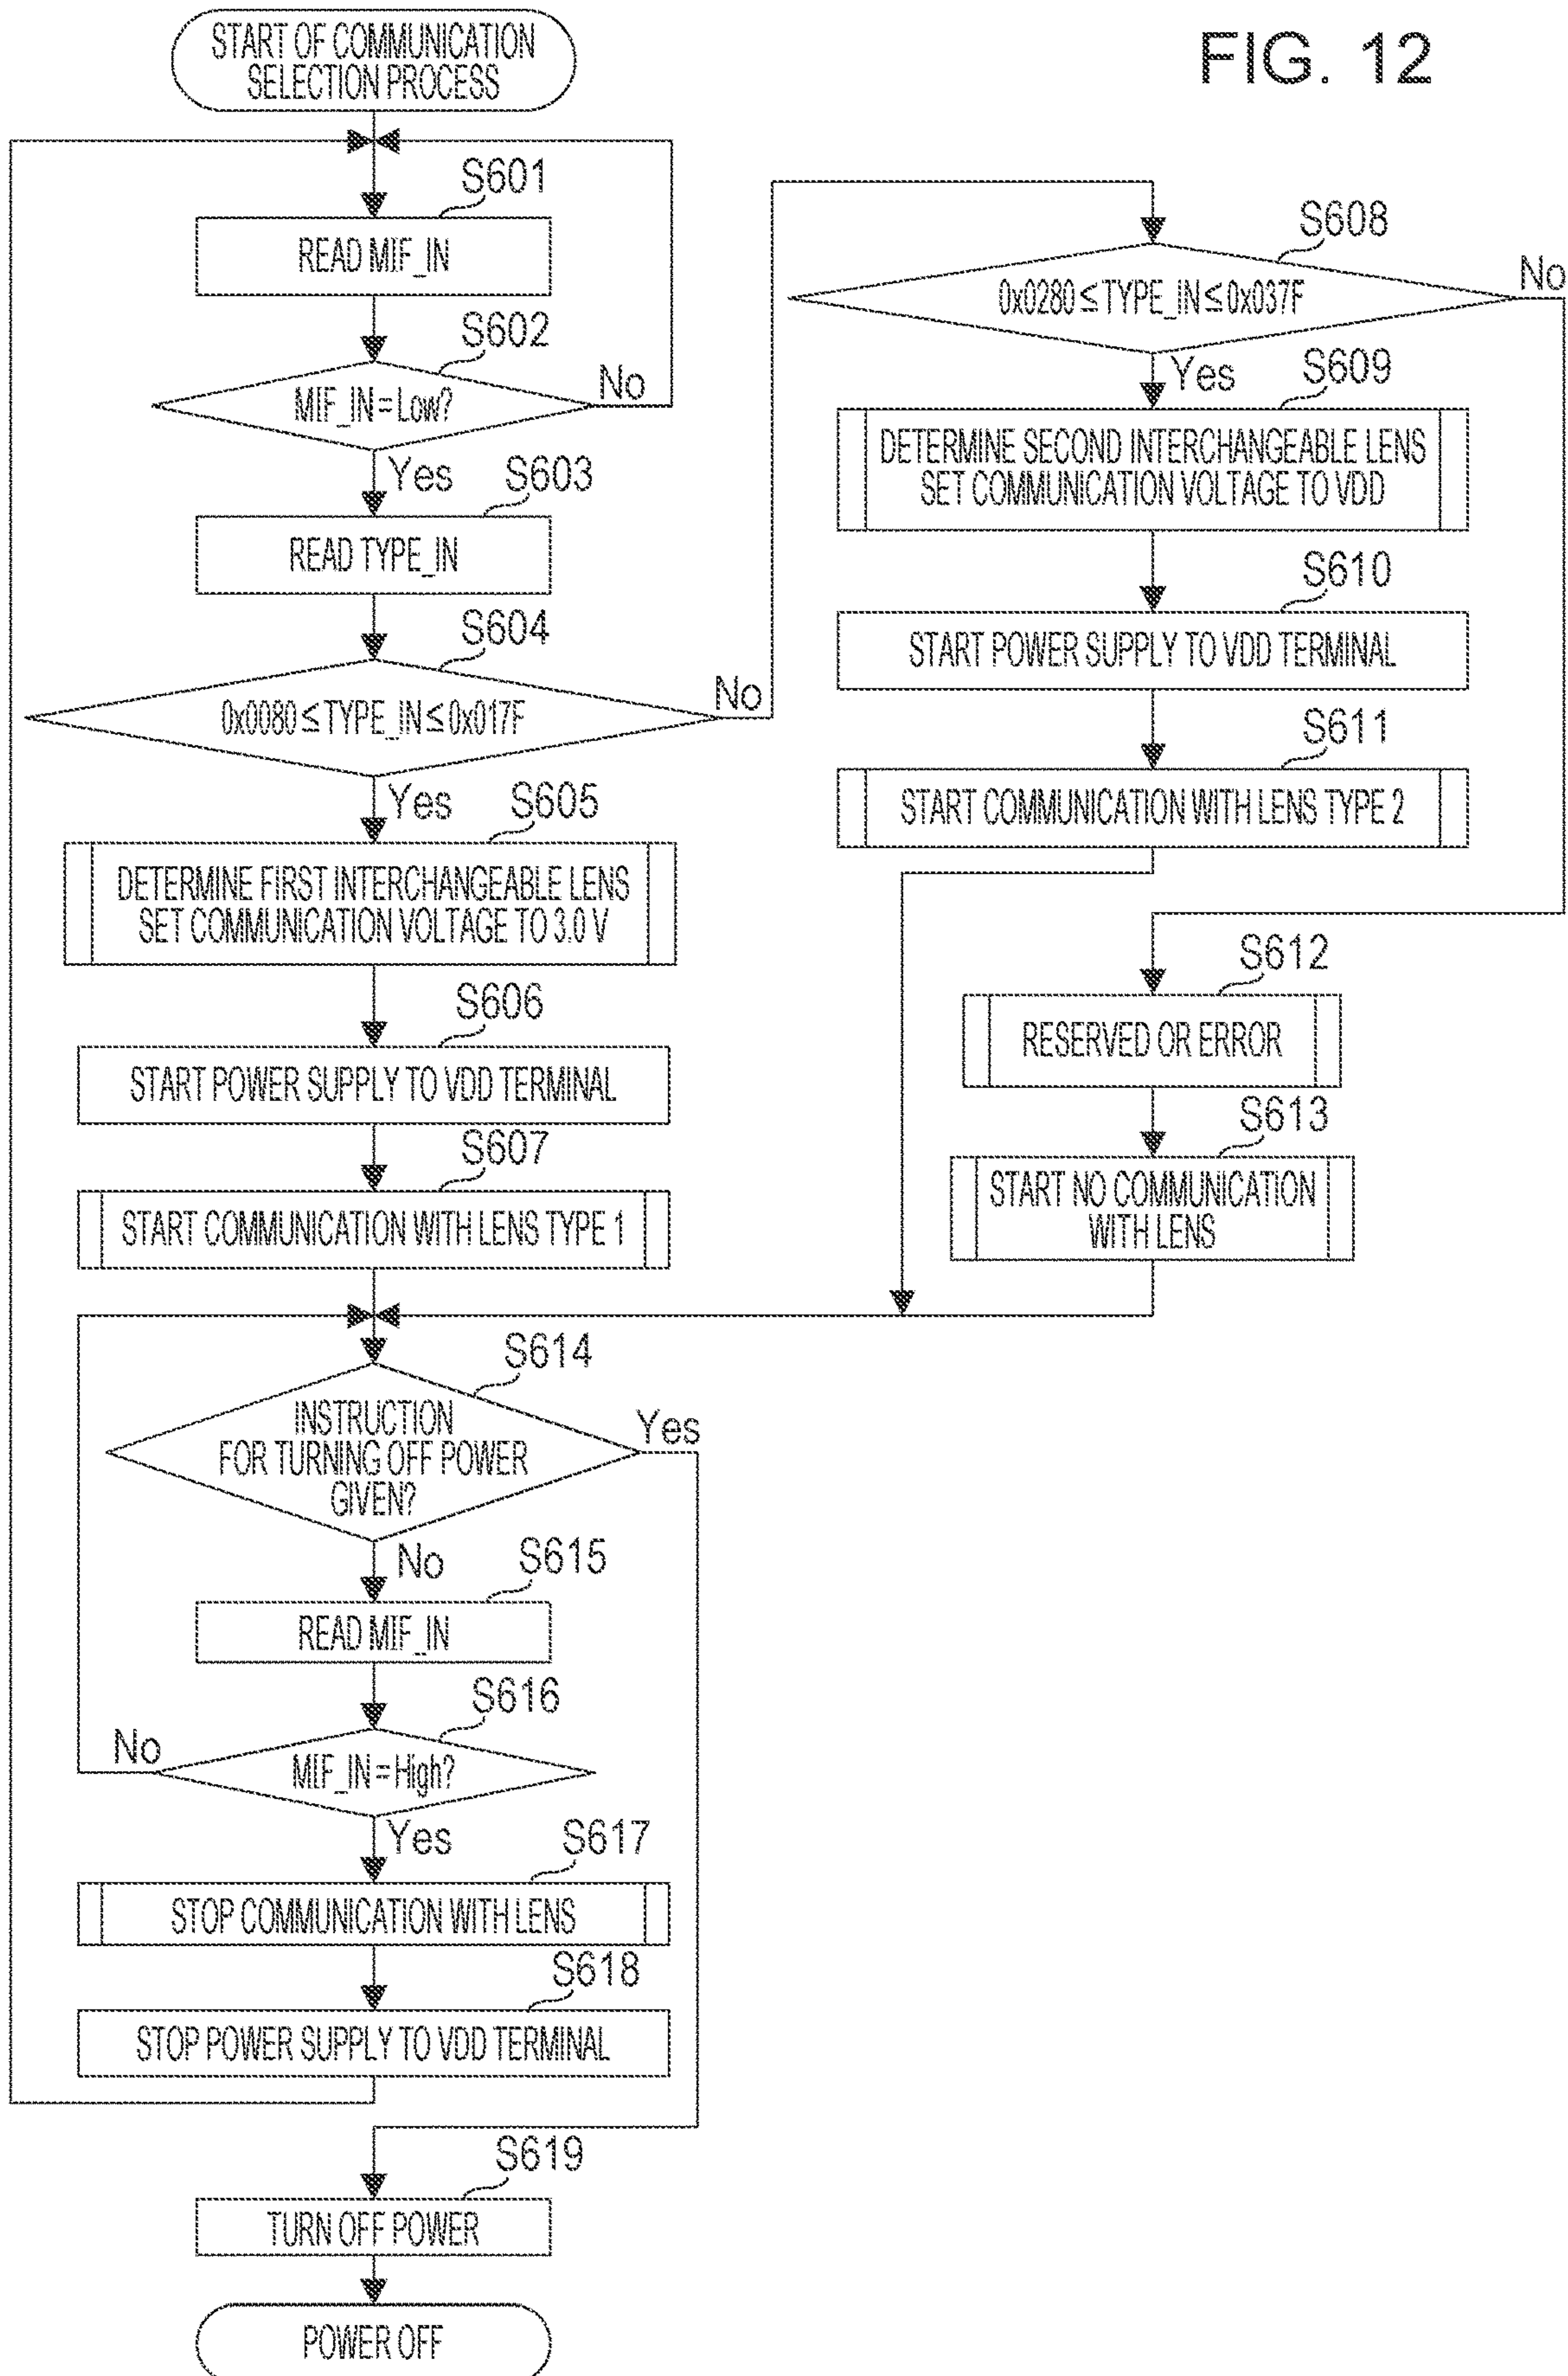 FIG. 12
START OF COMMUNICATION
SELECTION PROCESS
S601
READ MIF_IN
S602
MIF_IN = Low?
No
Yes
S603
READ TYPE_IN
S604
0x0080 ≤ TYPE_IN ≤ 0x017F
No
Yes
S605
DETERMINE FIRST INTERCHANGEABLE LENS
SET COMMUNICATION VOLTAGE TO 3.0 V
S606
START POWER SUPPLY TO VDD TERMINAL
S607
START COMMUNICATION WITH LENS TYPE 1
S608
0x0280 ≤ TYPE_IN ≤ 0x037F
No
Yes
S609
DETERMINE SECOND INTERCHANGEABLE LENS
SET COMMUNICATION VOLTAGE TO VDD
S610
START POWER SUPPLY TO VDD TERMINAL
S611
START COMMUNICATION WITH LENS TYPE 2
S612
RESERVED OR ERROR
S613
START NO COMMUNICATION
WITH LENS
S614
INSTRUCTION
FOR TURNING OFF POWER
GIVEN?
Yes
No
S615
READ MIF_IN
S616
MIF_IN = High?
No
Yes
S617
STOP COMMUNICATION WITH LENS
S618
STOP POWER SUPPLY TO VDD TERMINAL
S619
TURN OFF POWER
POWER OFF